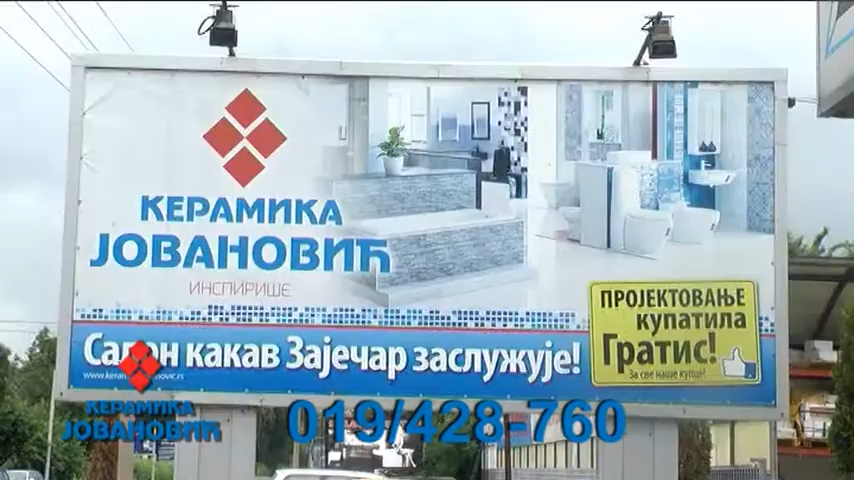 КЕРАМИКА
ЈОВАНОВИЋ
ИНСПИРИШЕ
ПРОЈЕКТОВАЊЕ
купатила
Гратис!
За све наше купце!
Салон какав Зајечар заслужује!
КЕРАМИКА
ЈОВАНОВИЋ
019/428-760